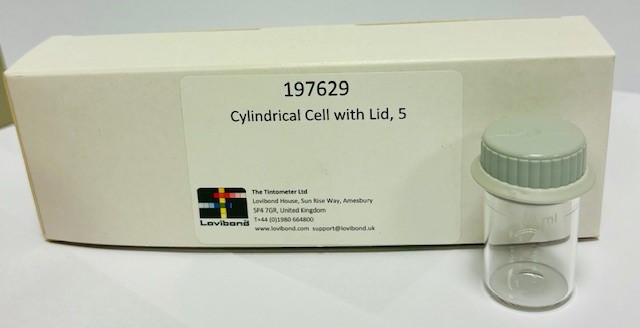 197629
Cylindrical Cell with Lid, 5
The Tintometer Ltd
Lovibond House, Sun Rise Way, Amesbury
SP4 7GR, United Kingdom
T+44 (0)1980 664800
www.lovibond.com support@lovibond.uk
Lovibond
ml